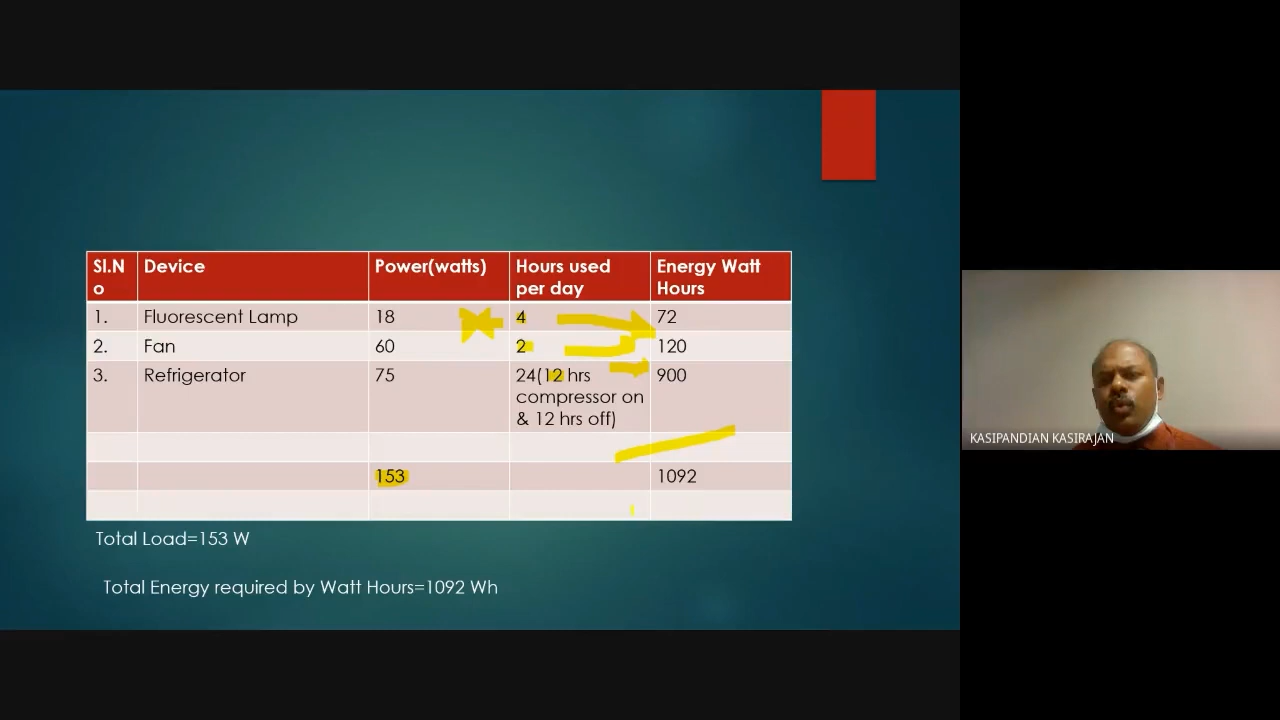 Sl.N
o
Device
Power(watts)
Hours used
per day
Energy Watt
Hours
1.
Fluorescent Lamp
18
4
72
2.
Fan
60
2
120
3.
Refrigerator
75
24(12 hrs
compressor on
& 12 hrs off)
900
153
1092
Total Load=153 W
Total Energy required by Watt Hours=1092 Wh
KASIPANDIAN KASIRAJAN